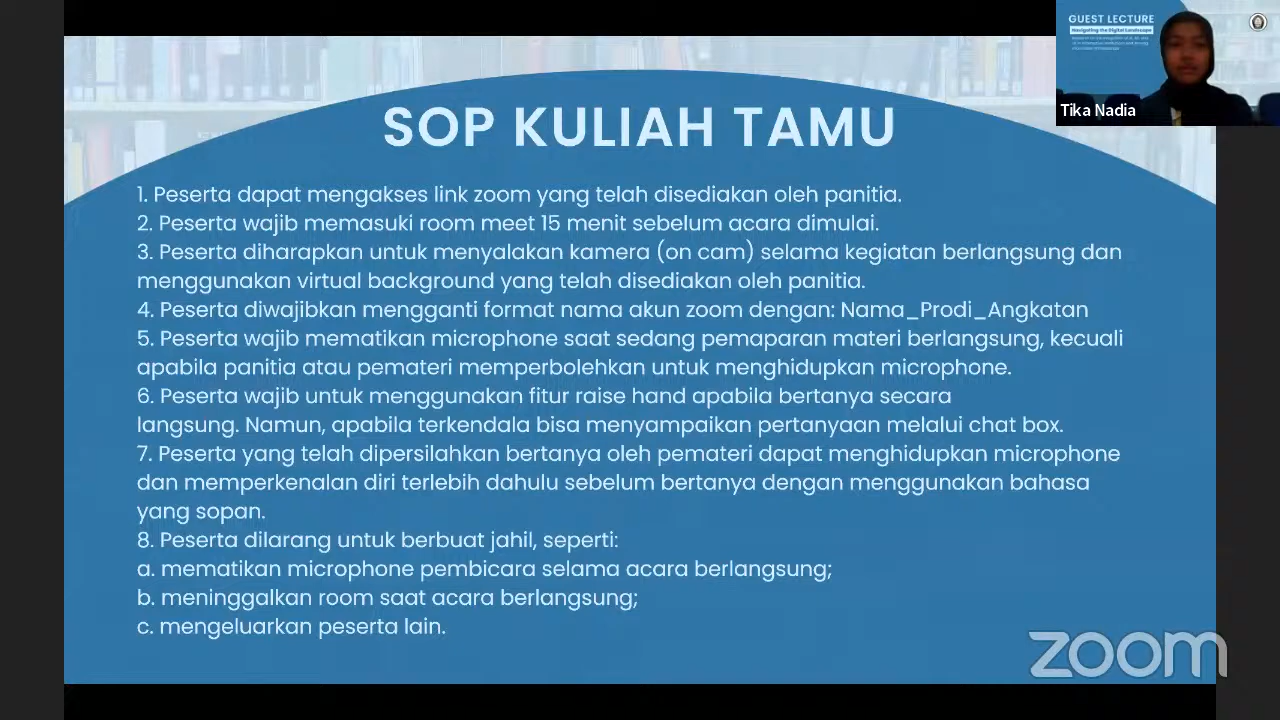 GUEST LECTURE
Navigating the Digital Landscape
Tika Nadia
SOP KULIAH TAMU
1. Peserta dapat mengakses link zoom yang telah disediakan oleh panitia.
2. Peserta wajib memasuki room meet 15 menit sebelum acara dimulai.
3. Peserta diharapkan untuk menyalakan kamera (on cam) selama kegiatan berlangsung dan
menggunakan virtual background yang telah disediakan oleh panitia.
4. Peserta diwajibkan mengganti format nama akun zoom dengan: Nama_Prodi_Angkatan
5. Peserta wajib mematikan microphone saat sedang pemaparan materi berlangsung, kecuali
apabila panitia atau pemateri memperbolehkan untuk menghidupkan microphone.
6. Peserta wajib untuk menggunakan fitur raise hand apabila bertanya secara
langsung. Namun, apabila terkendala bisa menyampaikan pertanyaan melalui chat box.
7. Peserta yang telah dipersilahkan bertanya oleh pemateri dapat menghidupkan microphone
dan memperkenalan diri terlebih dahulu sebelum bertanya dengan menggunakan bahasa
yang sopan.
8. Peserta dilarang untuk berbuat jahil, seperti:
a. mematikan microphone pembicara selama acara berlangsung;
b. meninggalkan room saat acara berlangsung;
c. mengeluarkan peserta lain.
zoom